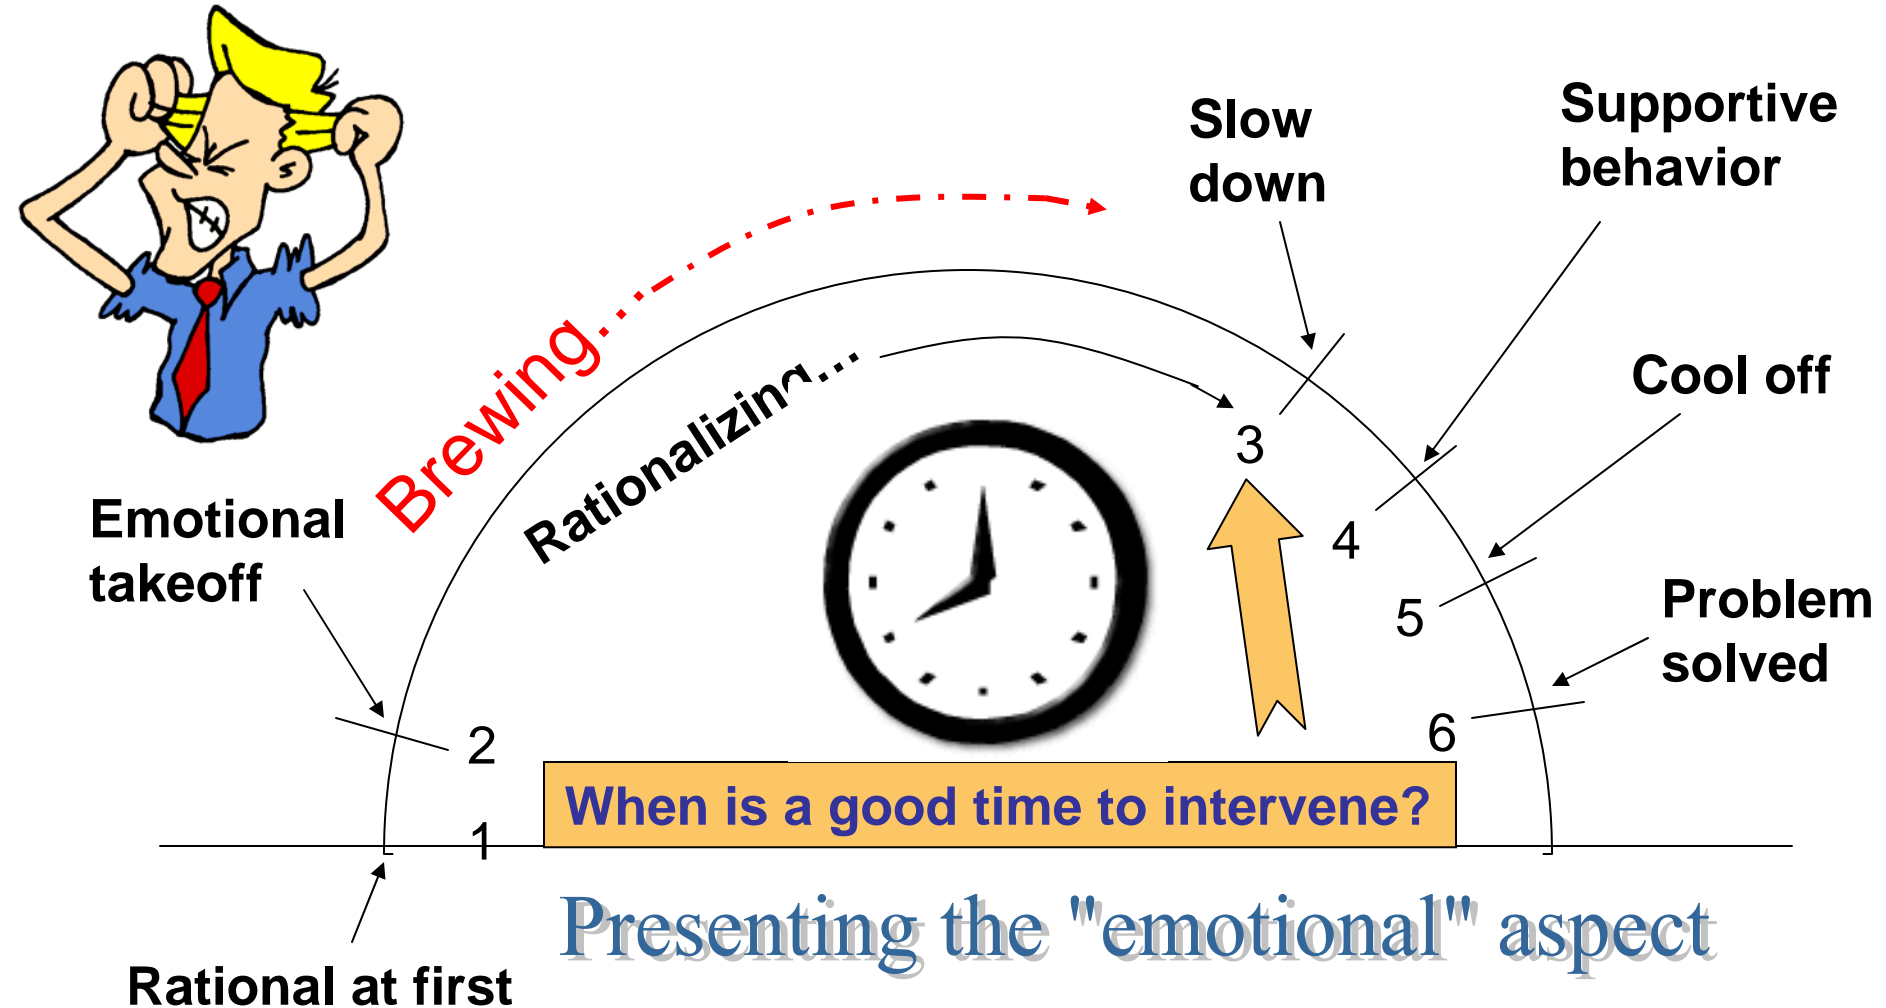 Slow
down
Supportive
behavior
Brewing...
Rationalizing...
Cool off
3
Emotional
takeoff
4
5
Problem
solved
2
6
When is a good time to intervene?
1
Presenting the "emotional" aspect
Rational at first